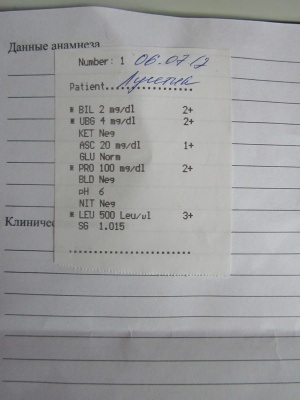 Данные анамнеза
Number: 1 06.07.12
Patient..................
* BIL 2 mg/dl 2+
* UBG 4 mg/dl 2+
KET Neg
ASC 20 mg/dl 1+
GLU Norm
* PRO 100 mg/dl 2+
BLD Neg
pH 6
NIT Neg
Клиничес
* LEU 500 Leu/ul 3+
SG 1.015